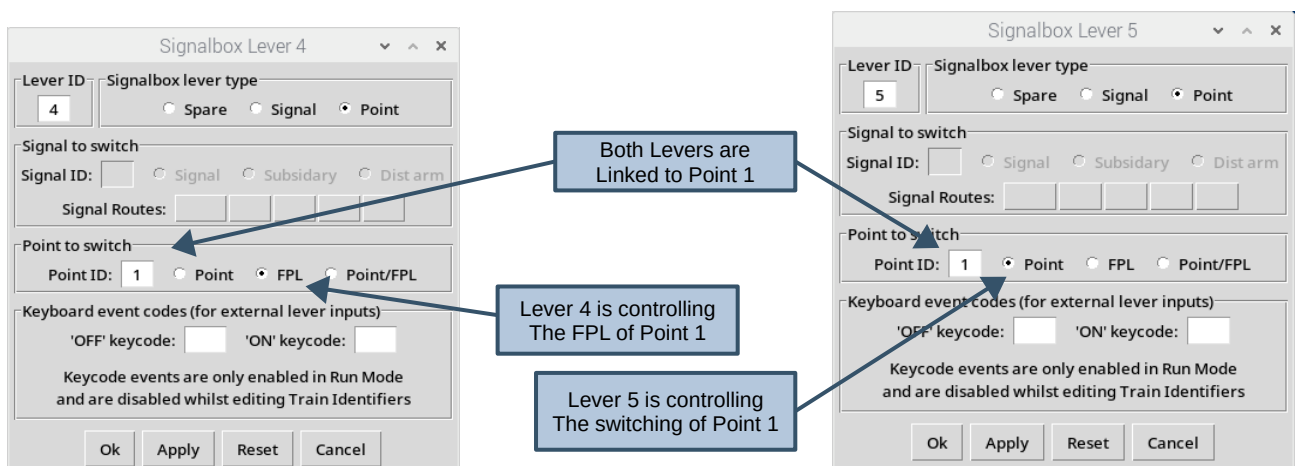 Signalbox Lever 4
Lever ID
4
Signalbox lever type
Spare Signal Point
Signal to switch
Signal ID: Signal Subsidary Dist arm
Signal Routes:
Point to switch
Point ID: 1 Point FPL Point/FPL
Keyboard event codes (for external lever inputs)
'OFF' keycode: 'ON' keycode:
Keycode events are only enabled in Run Mode
and are disabled whilst editing Train Identifiers
Ok Apply Reset Cancel
Both Levers are
Linked to Point 1
Lever 4 is controlling
The FPL of Point 1
Lever 5 is controlling
The switching of Point 1
Signalbox Lever 5
Lever ID
5
Signalbox lever type
Spare Signal Point
Signal to switch
Signal ID: Signal Subsidary Dist arm
Signal Routes:
Point to switch
Point ID: 1 Point FPL Point/FPL
Keyboard event codes (for external lever inputs)
'OFF' keycode: 'ON' keycode:
Keycode events are only enabled in Run Mode
and are disabled whilst editing Train Identifiers
Ok Apply Reset Cancel